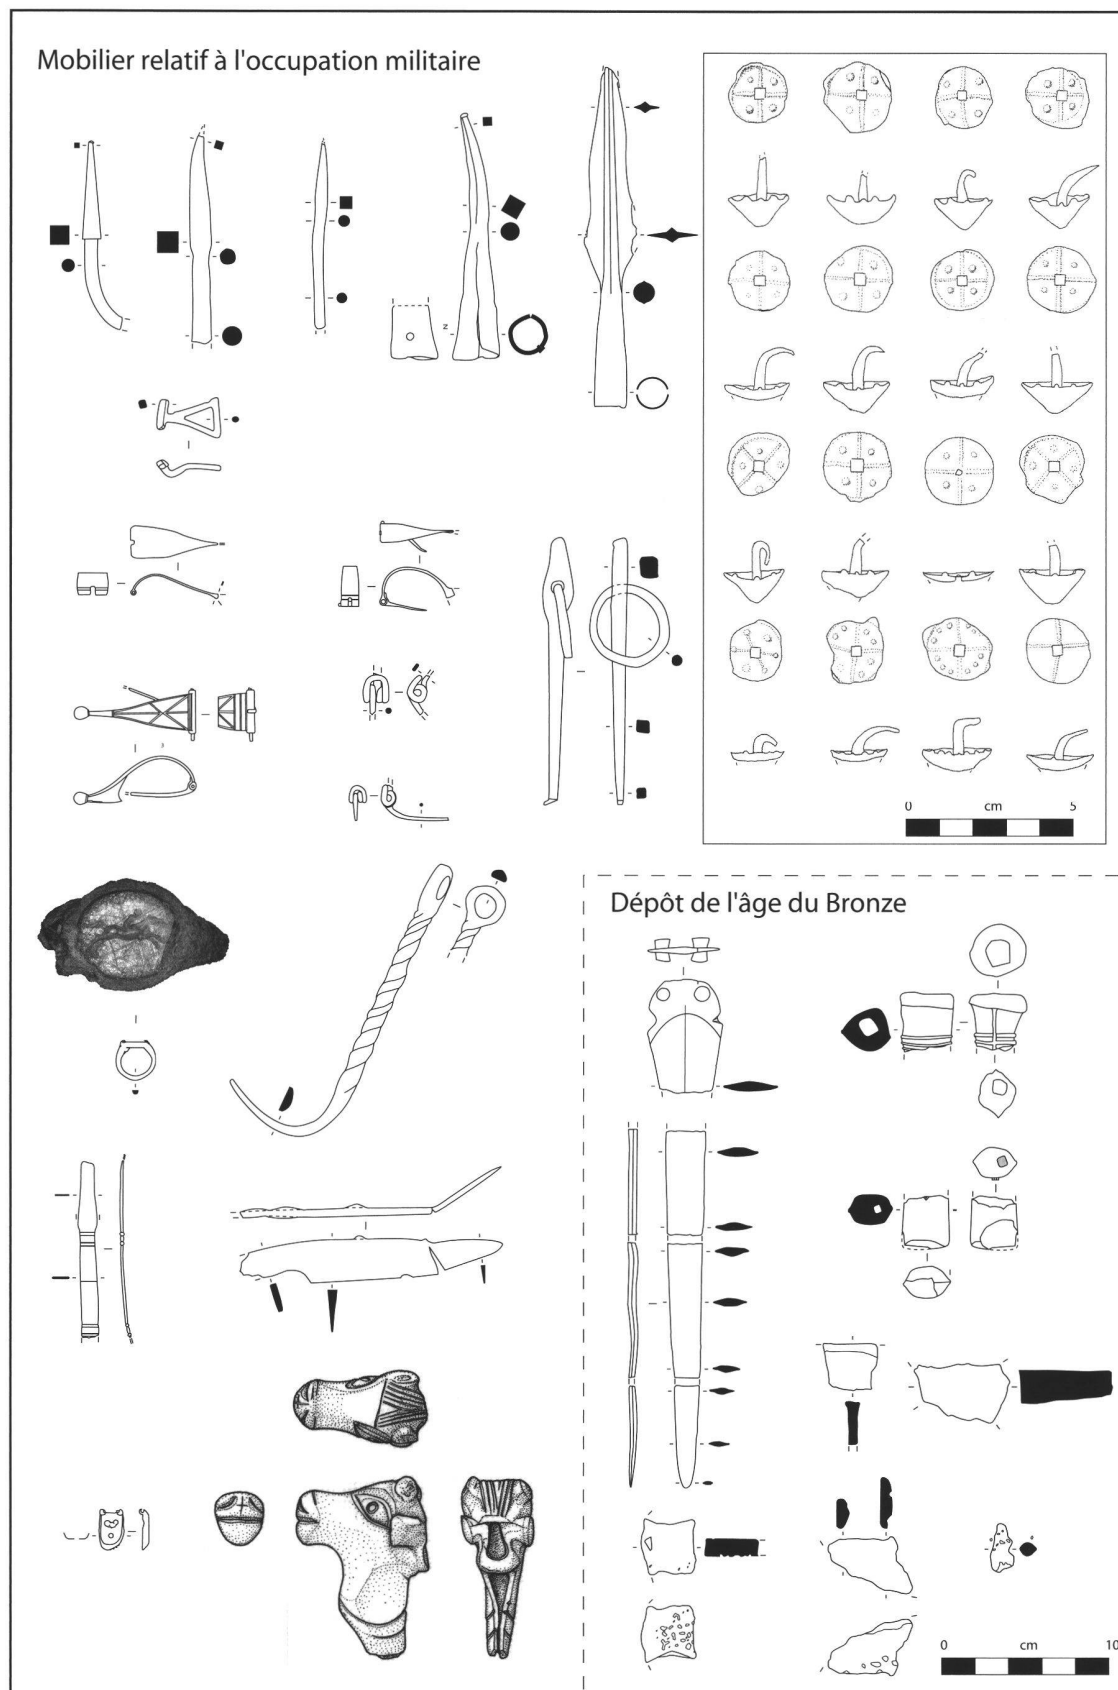 Mobilier relatif à l'occupation militaire
0 cm 5
Dépôt de l'âge du Bronze
0 cm 10